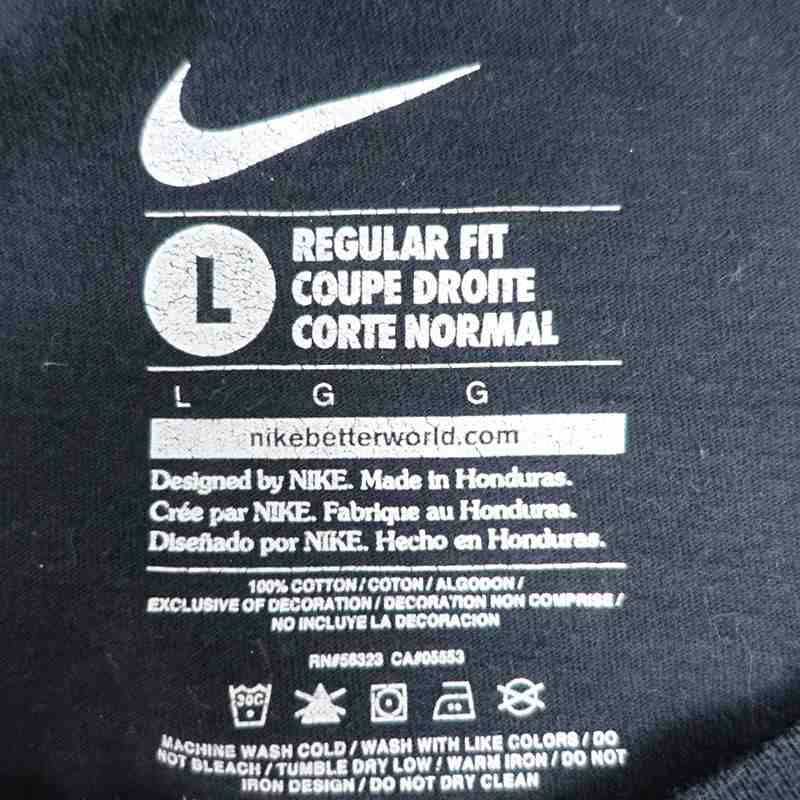 L
REGULAR FIT
COUPE DROITE
CORTE NORMAL
L G G
nikebetterworld.com
Designed by NIKE. Made in Honduras.
Crée par NIKE. Fabrique au Honduras.
Diseñado por NIKE. Hecho en Honduras.
100% COTTON / COTON / ALGODON /
EXCLUSIVE OF DECORATION / DECORATION NON COMPRISE /
NO INCLUYE LA DECORACION
RN#56323 CA#05553
30C
MACHINE WASH COLD / WASH WITH LIKE COLORS / DO
NOT BLEACH / TUMBLE DRY LOW / WARM IRON / DO NOT
IRON DESIGN / DO NOT DRY CLEAN